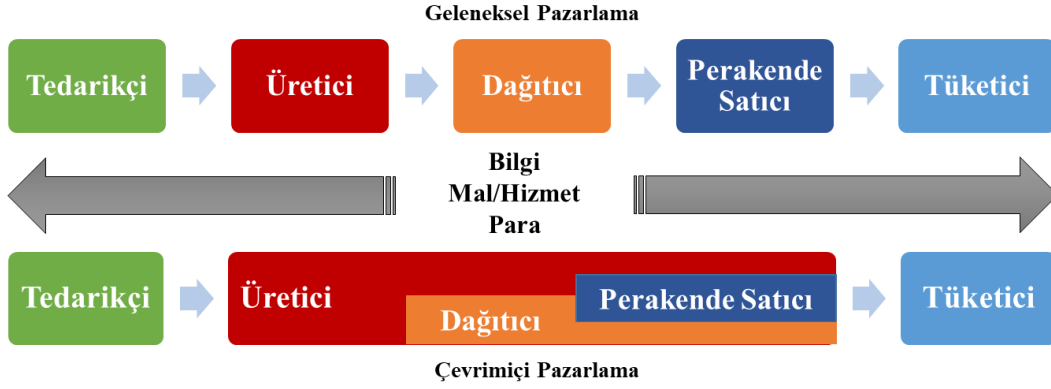 Geleneksel Pazarlama
Tedarikçi
Üretici
Dağıtıcı
Perakende
Satıcı
Tüketici
Bilgi
Mal/Hizmet
Para
Tedarikçi
Üretici
Dağıtıcı
Perakende Satıcı
Tüketici
Çevrimiçi Pazarlama